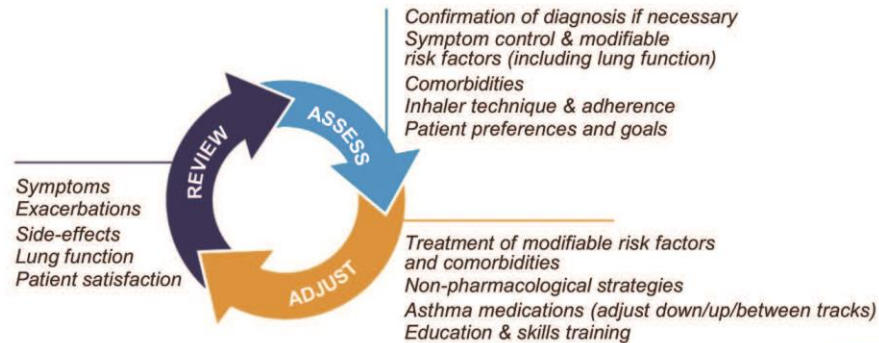 Confirmation of diagnosis if necessary
Symptom control & modifiable
risk factors (including lung function)
Comorbidities
Inhaler technique & adherence
Patient preferences and goals
REVIEW
ASSESS
ADJUST
Symptoms
Exacerbations
Side-effects
Lung function
Patient satisfaction
Treatment of modifiable risk factors
and comorbidities
Non-pharmacological strategies
Asthma medications (adjust down/up/between tracks)
Education & skills training